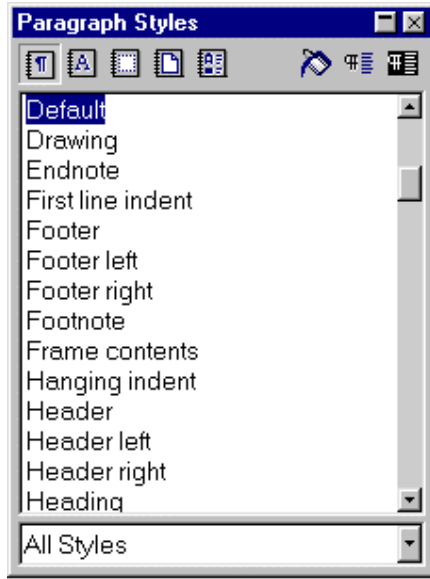 Paragraph Styles
Default
Drawing
Endnote
First line indent
Footer
Footer left
Footer right
Footnote
Frame contents
Hanging indent
Header
Header left
Header right
Heading
All Styles